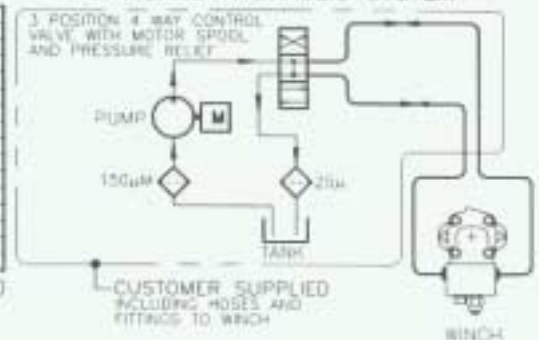 3 POSITION 4 WAY CONTROL
VALVE WITH MOTOR SPOOL
AND PRESSURE RELIEF
PUMP
M
150µM
25µ
TANK
CUSTOMER SUPPLIED
INCLUDING HOSES AND
FITTINGS TO WINCH
WINCH